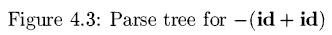 Figure 4.3: Parse tree for −(id + id)